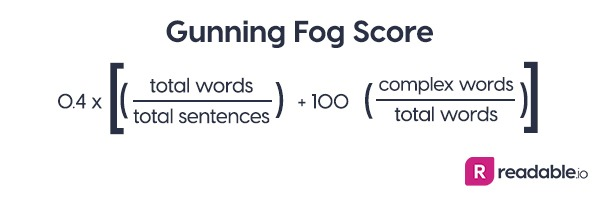 Gunning Fog Score
0.4 x [( total words / total sentences ) + 100 ( complex words / total words )]
R readable.io